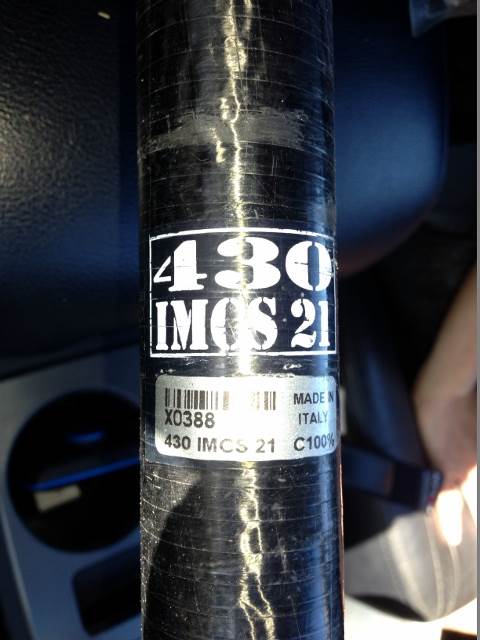 430
IMCS 21
MADE IN
X0388 ITALY
430 IMCS 21 C100%